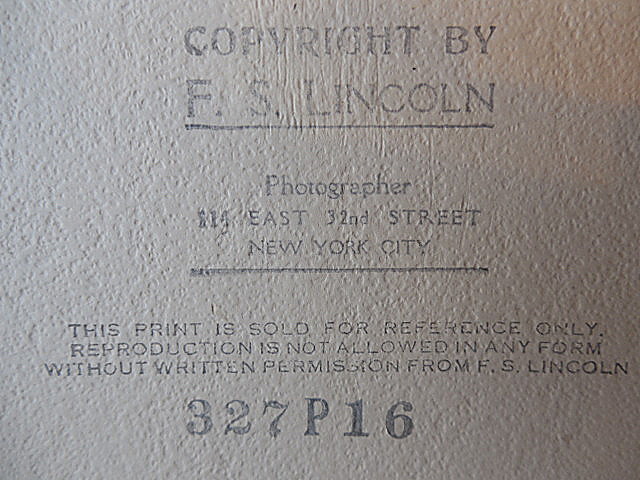 COPYRIGHT BY
F. S. LINCOLN
Photographer
EAST 32nd STREET
NEW YORK CITY
THIS PRINT IS SOLD FOR REFERENCE ONLY.
REPRODUCTION IS NOT ALLOWED IN ANY FORM
WITHOUT WRITTEN PERMISSION FROM F. S. LINCOLN
327P16